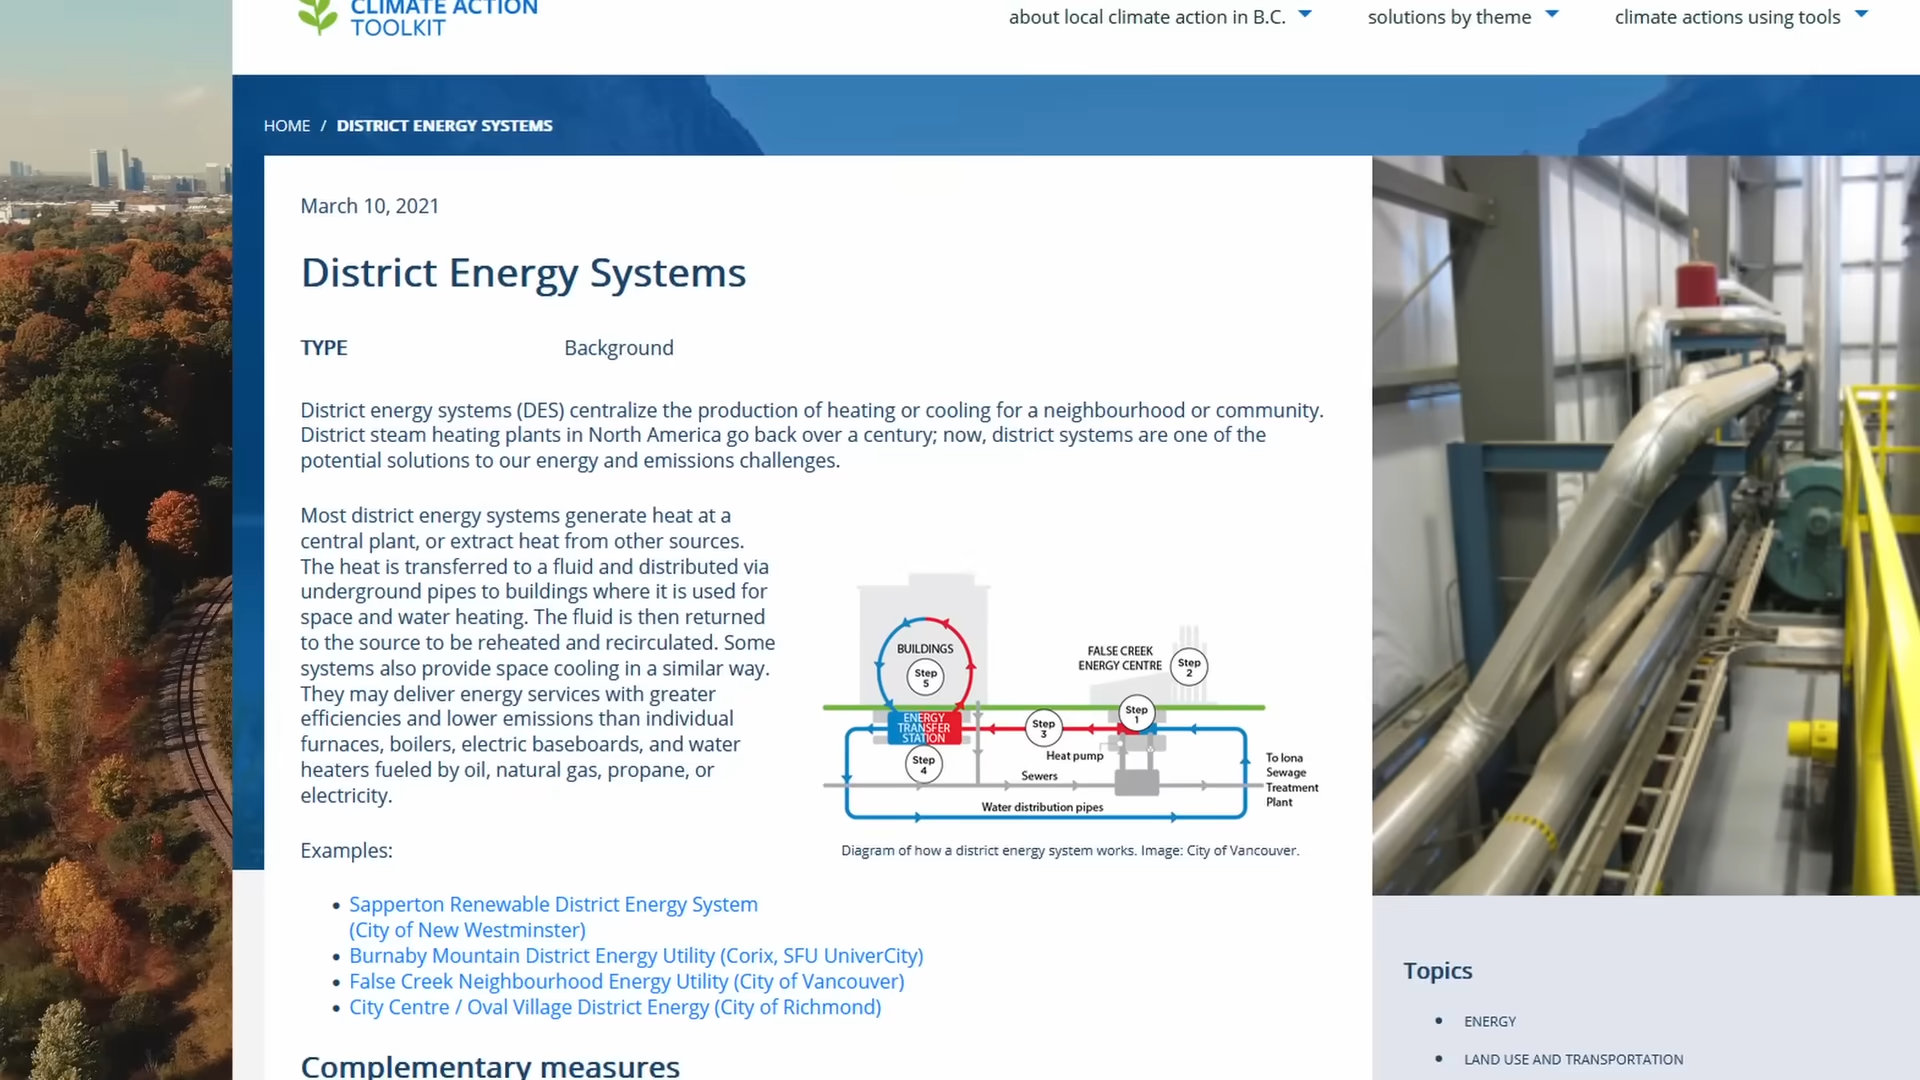 CLIMATE ACTION
TOOLKIT
about local climate action in B.C.
solutions by theme
climate actions using tools
HOME / DISTRICT ENERGY SYSTEMS
March 10, 2021
District Energy Systems
TYPE
Background
District energy systems (DES) centralize the production of heating or cooling for a neighbourhood or community.
District steam heating plants in North America go back over a century; now, district systems are one of the
potential solutions to our energy and emissions challenges.
Most district energy systems generate heat at a
central plant, or extract heat from other sources.
The heat is transferred to a fluid and distributed via
underground pipes to buildings where it is used for
space and water heating. The fluid is then returned
to the source to be reheated and recirculated. Some
systems also provide space cooling in a similar way.
They may deliver energy services with greater
efficiencies and lower emissions than individual
furnaces, boilers, electric baseboards, and water
heaters fueled by oil, natural gas, propane, or
electricity.
BUILDINGS
Step
5
FALSE CREEK
ENERGY CENTRE
Step
2
ENERGY
TRANSFER
STATION
Step
3
Step
1
Heat pump
Step
4
Sewers
To Iona
Sewage
Treatment
Plant
Water distribution pipes
Diagram of how a district energy system works. Image: City of Vancouver.
Examples:
• Sapperton Renewable District Energy System
(City of New Westminster)
• Burnaby Mountain District Energy Utility (Corix, SFU UniverCity)
• False Creek Neighbourhood Energy Utility (City of Vancouver)
• City Centre / Oval Village District Energy (City of Richmond)
Complementary measures
Topics
• ENERGY
• LAND USE AND TRANSPORTATION